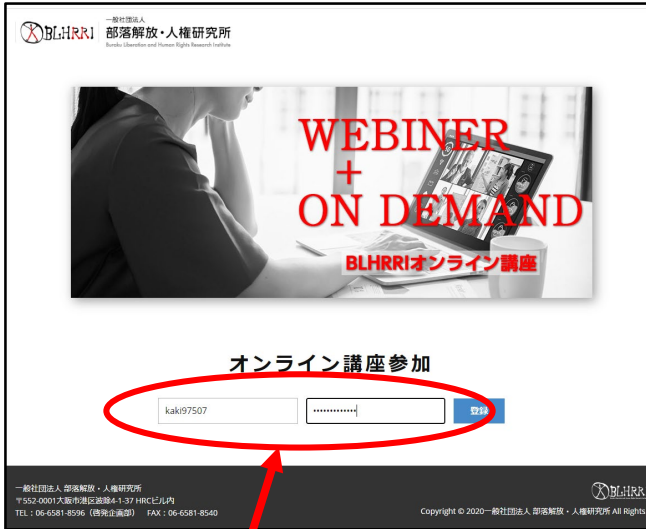 BLHRRI
一般社団法人
部落解放・人権研究所
Buraku Liberation and Human Rights Research Institute
WEBINER
+
ON DEMAND
BLHRRIオンライン講座
オンライン講座参加
kaki97507
•••••••••••••
登録
一般社団法人 部落解放・人権研究所
〒552-0001大阪市港区波除4-1-37 HRCビル内
TEL：06-6581-8596（啓発企画部） FAX：06-6581-8540
BLHRR
Copyright © 2020一般社団法人 部落解放・人権研究所 All Rights